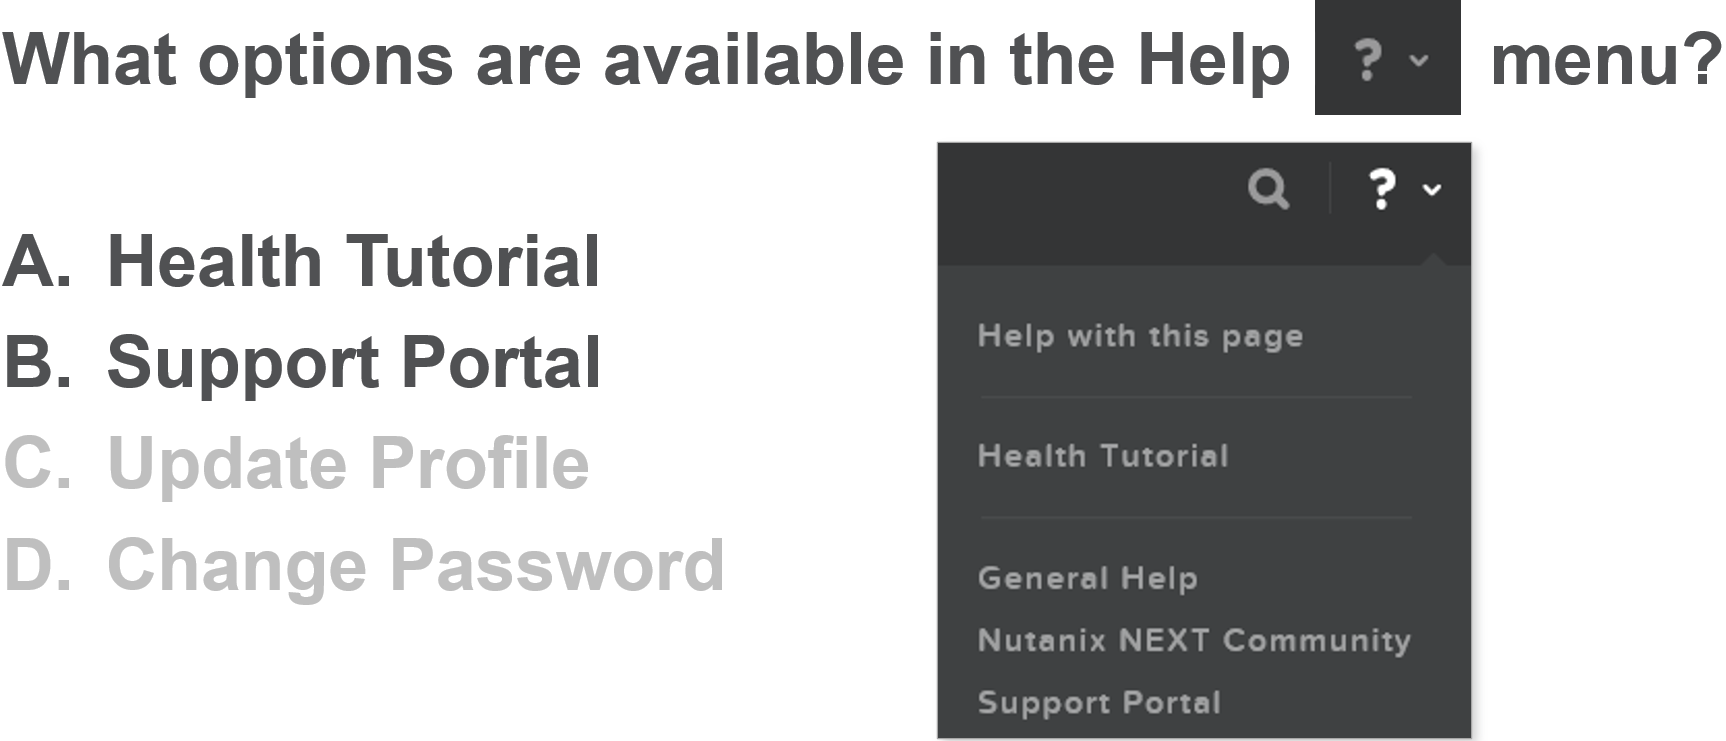 What options are available in the Help ? menu?
A. Health Tutorial
B. Support Portal
C. Update Profile
D. Change Password
?
Help with this page
Health Tutorial
General Help
Nutanix NEXT Community
Support Portal